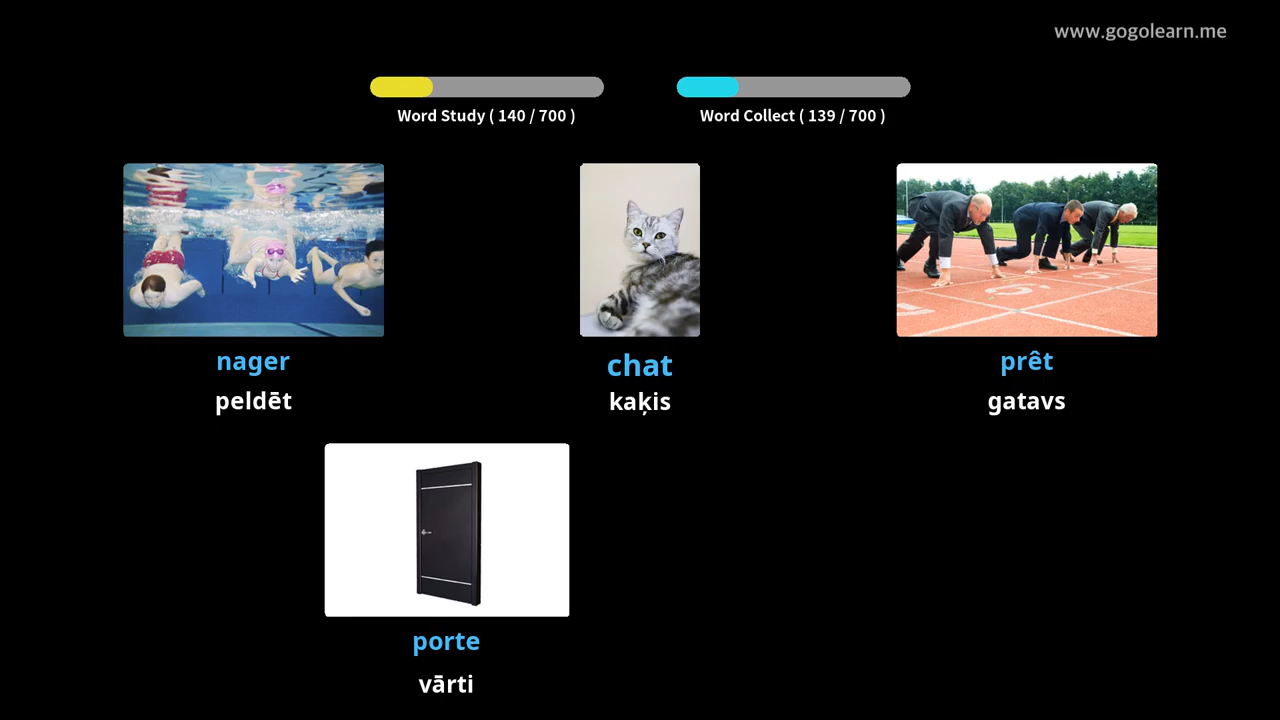 www.gogolearn.me
Word Study ( 140 / 700 )
Word Collect ( 139 / 700 )
nager
peldēt
chat
kaķis
prêt
gatavs
porte
vārti